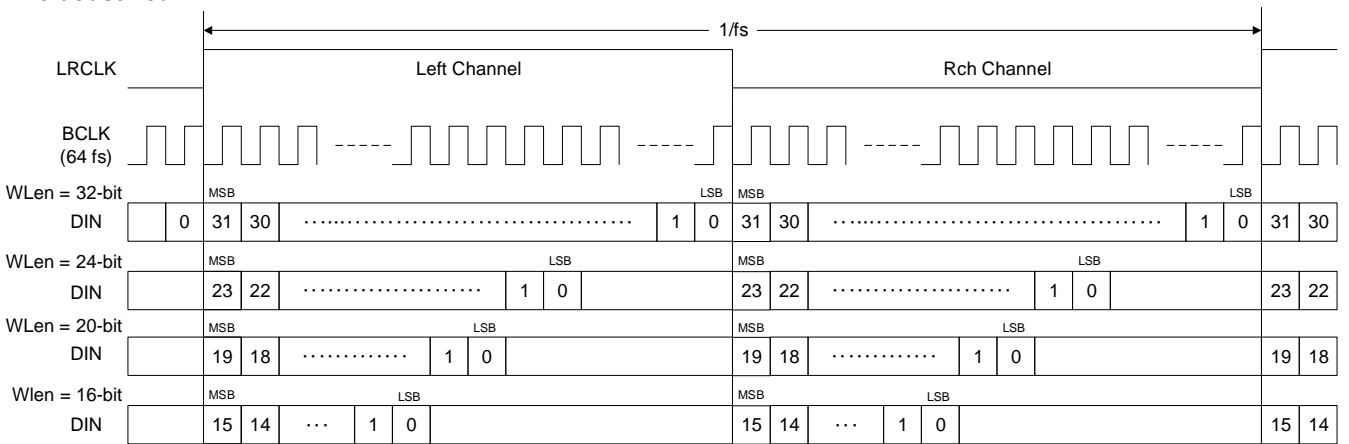 1/fs
LRCLK Left Channel Rch Channel
BCLK
(64 fs)
WLen = 32-bit MSB LSB MSB LSB
DIN 0 31 30 1 0 31 30 1 0 31 30
WLen = 24-bit MSB LSB MSB LSB
DIN 23 22 1 0 23 22 1 0 23 22
WLen = 20-bit MSB LSB MSB LSB
DIN 19 18 1 0 19 18 1 0 19 18
Wlen = 16-bit MSB LSB MSB LSB
DIN 15 14 ... 1 0 15 14 ... 1 0 15 14